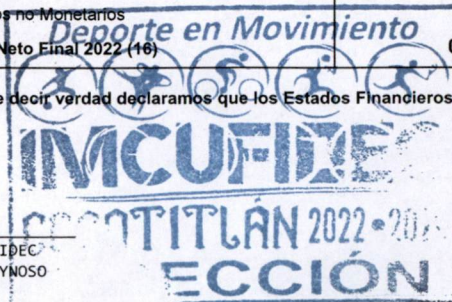 os no Monetarios
Deporte en Movimiento
Neto Final 2022 (16)
e decir verdad declaramos que los Estados Financieros
IMCUFIDEC
TITLÁN 2022
IDEC
YNOSO
ECCIÓN